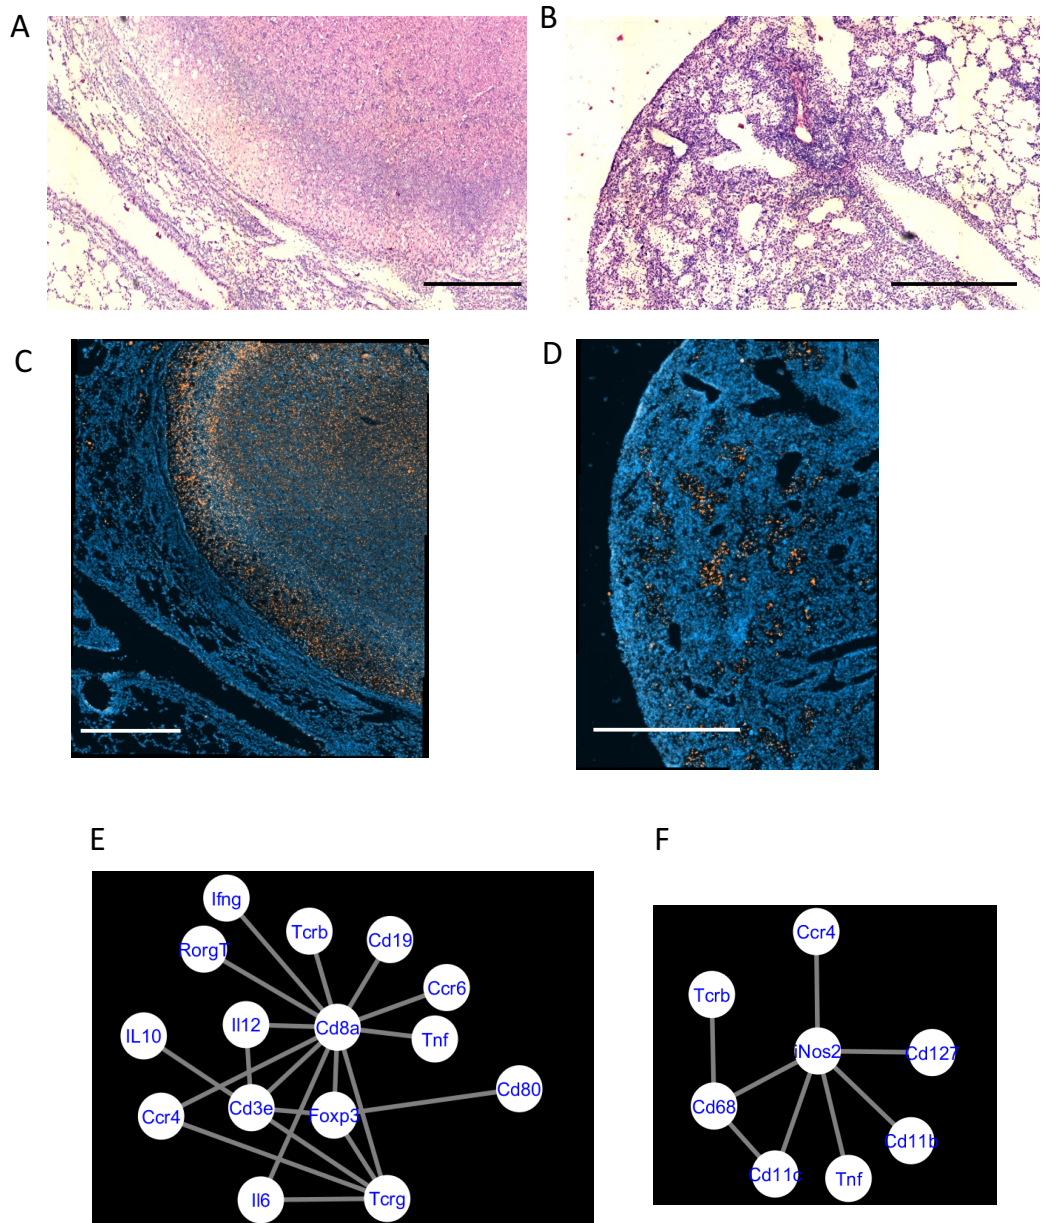 A
B
C
D
E
F
Ifng
Tcrb
Cd19
RorgT
Ccr6
IL10
Il12
Cd8a
Tnf
Cd80
Ccr4
Cd3e
Foxp3
Il6
Tcrg
Ccr4
Tcrb
iNos2
Cd127
Cd68
Cd11b
Cd11c
Tnf